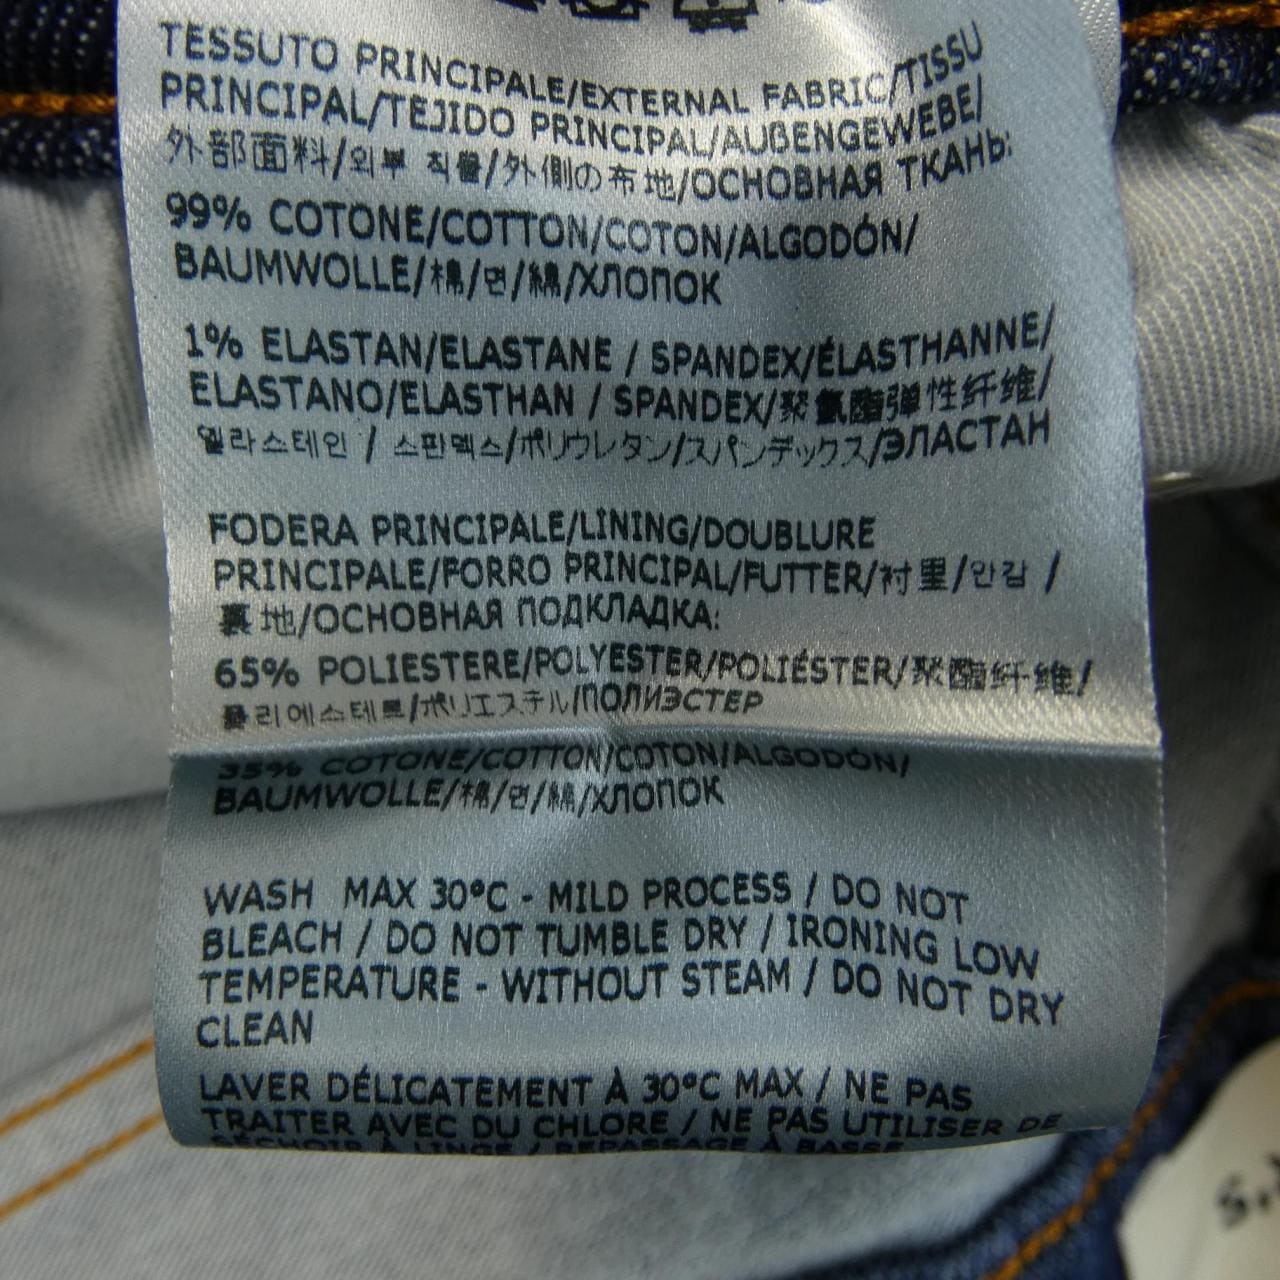 TESSUTO PRINCIPALE/EXTERNAL FABRIC/TISSU
PRINCIPAL/TEJIDO PRINCIPAL/AUßENGEWEBE/
外部面料/외부 직물/外側の布地/ОСНОВНАЯ ТКАНЬ:
99% COTONE/COTTON/COTON/ALGODÓN/
BAUMWOLLE/棉/면/綿/ХЛОПОК
1% ELASTAN/ELASTANE / SPANDEX/ÉLASTHANNE/
ELASTANO/ELASTHAN / SPANDEX/聚氨酯弹性纤维/
엘라스테인 / 스판덱스/ポリウレタン/スパンデックス/ЭЛАСТАН
FODERA PRINCIPALE/LINING/DOUBLURE
PRINCIPALE/FORRO PRINCIPAL/FUTTER/衬里/안감 /
裏地/ОСНОВНАЯ ПОДКЛАДКА:
65% POLIESTERE/POLYESTER/POLIÉSTER/聚酯纤维/
폴리에스테르/ポリエステル/ПОЛИЭСТЕР
35% COTONE/COTTON/COTON/ALGODÓN/
BAUMWOLLE/棉/면/綿/ХЛОПОК
WASH MAX 30°C - MILD PROCESS / DO NOT
BLEACH / DO NOT TUMBLE DRY / IRONING LOW
TEMPERATURE - WITHOUT STEAM / DO NOT DRY
CLEAN
LAVER DÉLICATEMENT À 30°C MAX / NE PAS
TRAITER AVEC DU CHLORE / NE PAS UTILISER DE
SÉCHOIR À LINGE / REPASSAGE À BASSE